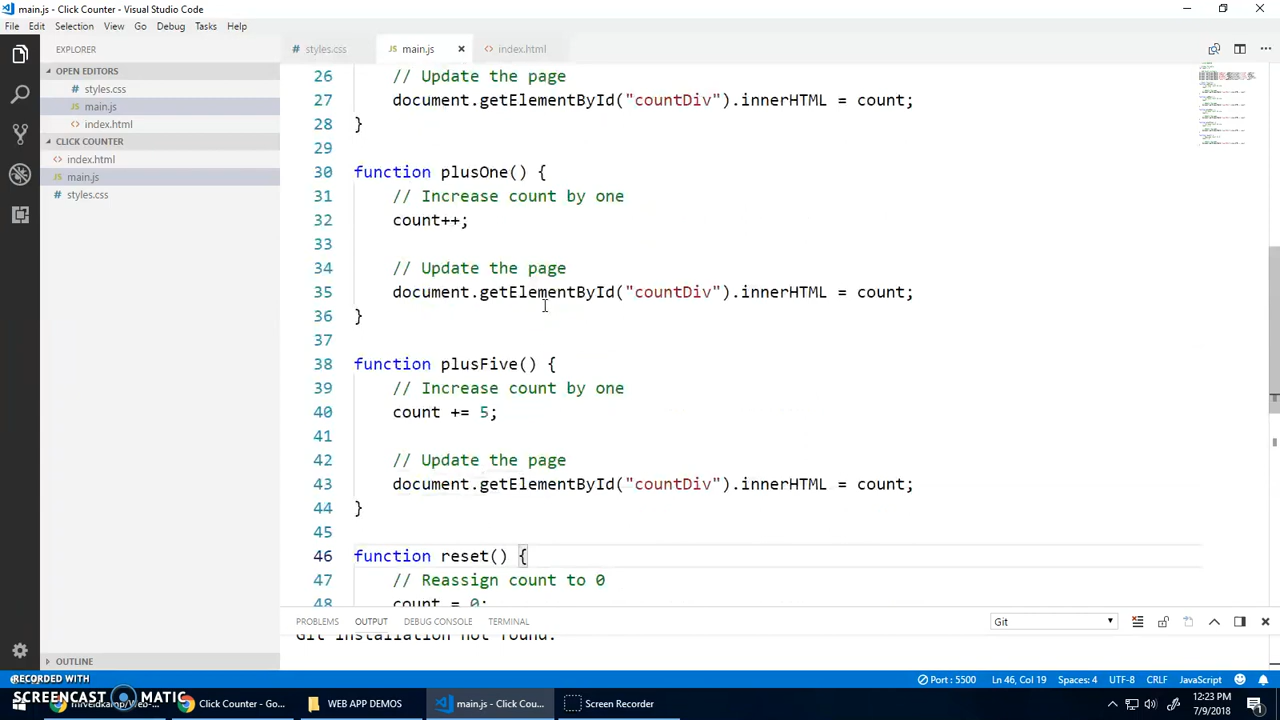 main.js - Click Counter - Visual Studio Code
File Edit Selection View Go Debug Tasks Help
EXPLORER
styles.css
main.js
index.html
OPEN EDITORS
styles.css
main.js
index.html
CLICK COUNTER
index.html
main.js
styles.css
26 // Update the page
27 document.getElementById("countDiv").innerHTML = count;
28 }
29
30 function plusOne() {
31 // Increase count by one
32 count++;
33
34 // Update the page
35 document.getElementById("countDiv").innerHTML = count;
36 }
37
38 function plusFive() {
39 // Increase count by one
40 count += 5;
41
42 // Update the page
43 document.getElementById("countDiv").innerHTML = count;
44 }
45
46 function reset() {
47 // Reassign count to 0
48 count = 0;
PROBLEMS OUTPUT DEBUG CONSOLE TERMINAL Git
Git installation not found.
OUTLINE
Port : 5500 Ln 46, Col 19 Spaces: 4 UTF-8 CRLF JavaScript
RECORDED WITH
SCREENCAST MATIC
Click Counter - Go...
WEB APP DEMOS
main.js - Click Cou...
Screen Recorder
12:23 PM
7/9/2018